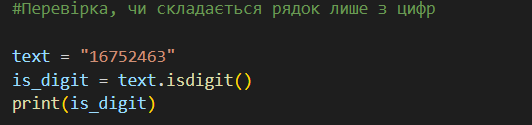 #Перевірка, чи складається рядок лише з цифр
text = "16752463"
is_digit = text.isdigit()
print(is_digit)